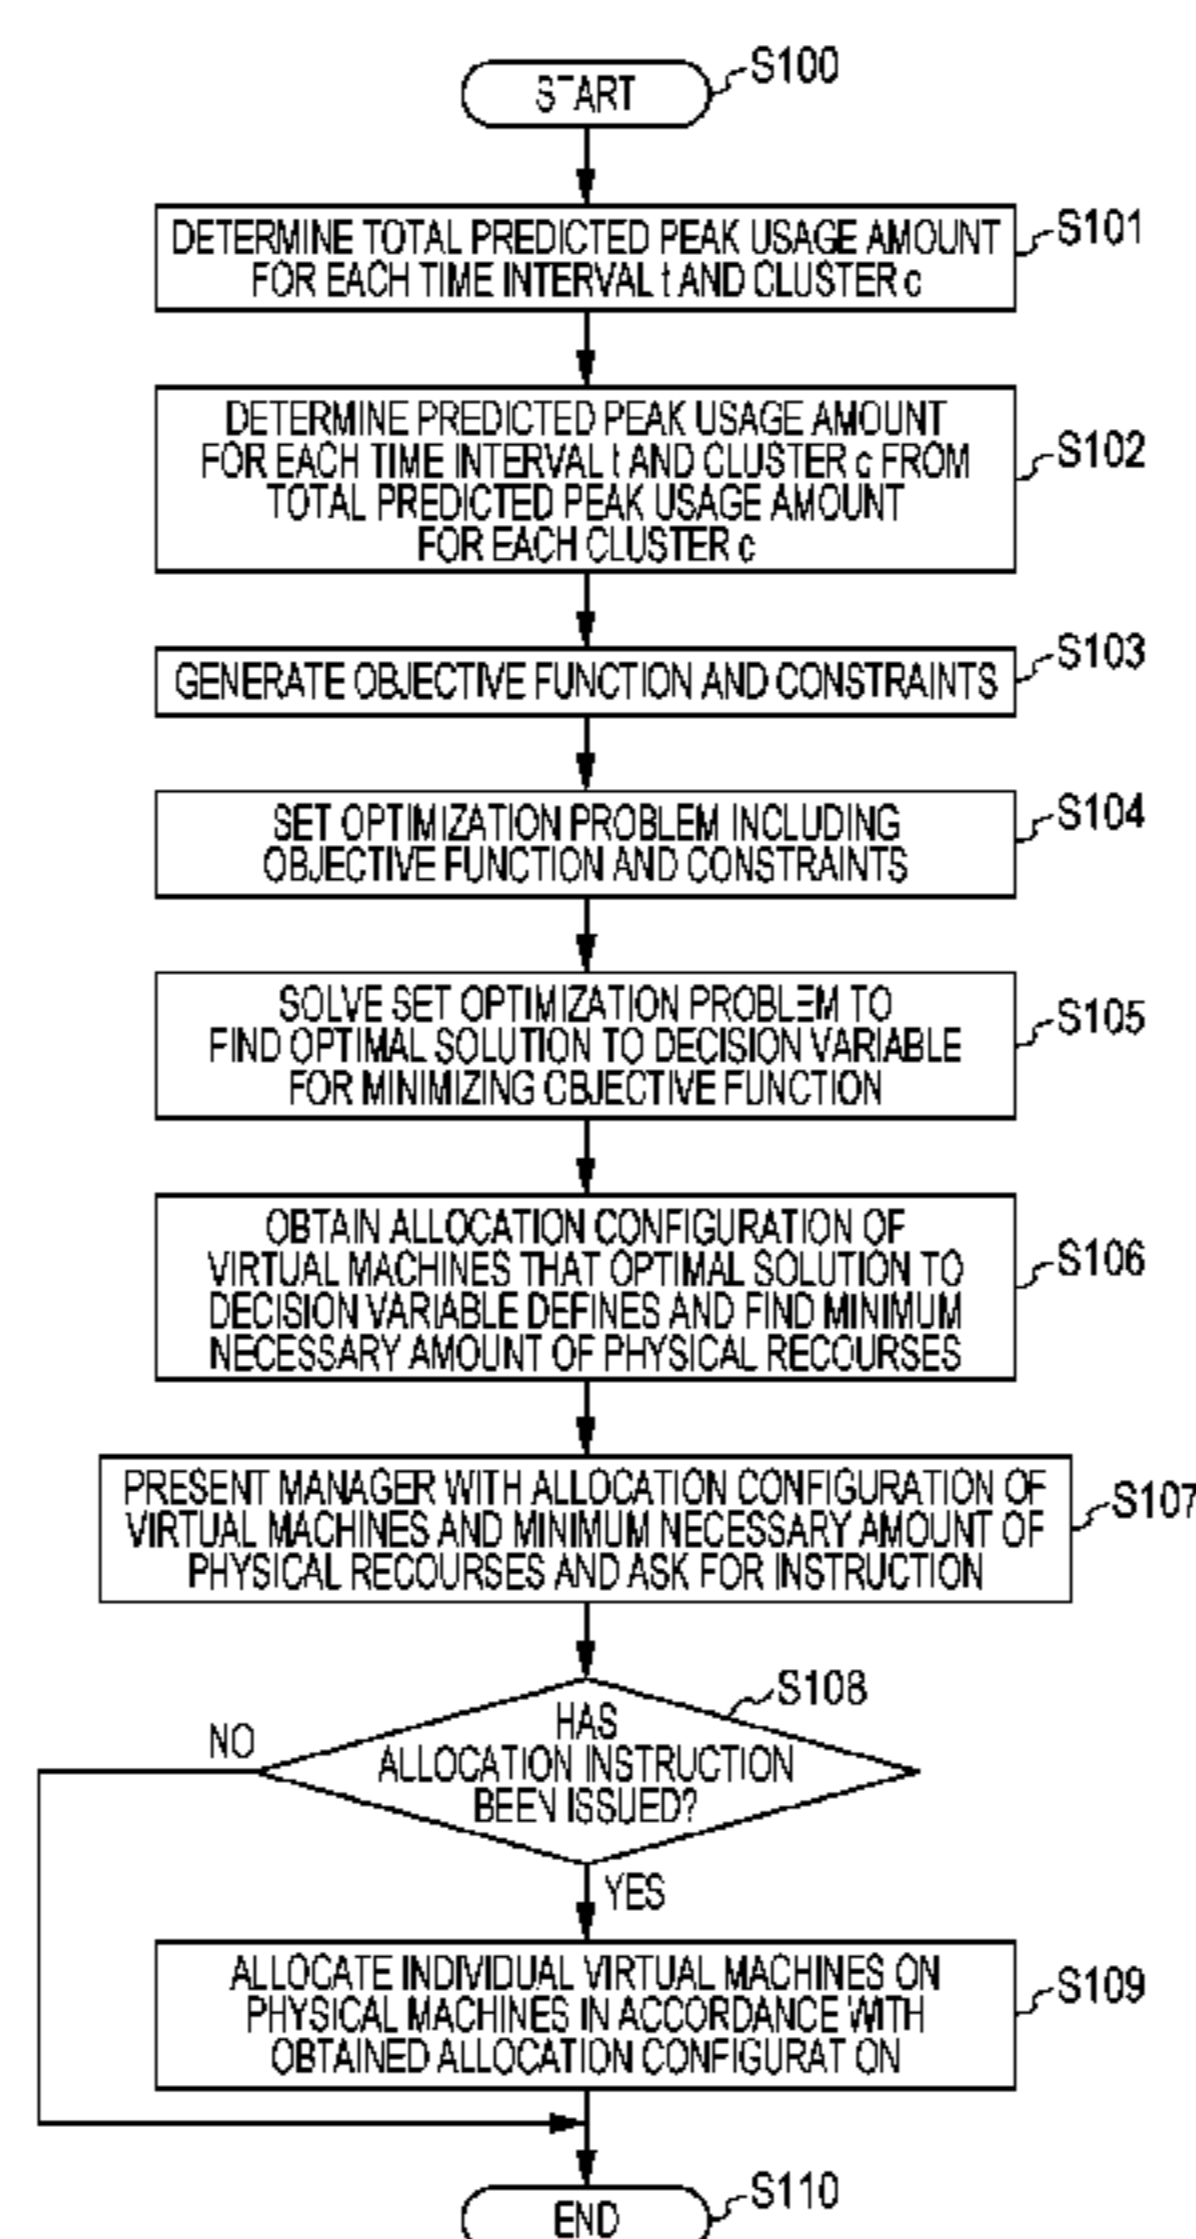 START
S100
DETERMINE TOTAL PREDICTED PEAK USAGE AMOUNT
FOR EACH TIME INTERVAL t AND CLUSTER c
S101
DETERMINE PREDICTED PEAK USAGE AMOUNT
FOR EACH TIME INTERVAL t AND CLUSTER c FROM
TOTAL PREDICTED PEAK USAGE AMOUNT
FOR EACH CLUSTER c
S102
GENERATE OBJECTIVE FUNCTION AND CONSTRAINTS
S103
SET OPTIMIZATION PROBLEM INCLUDING
OBJECTIVE FUNCTION AND CONSTRAINTS
S104
SOLVE SET OPTIMIZATION PROBLEM TO
FIND OPTIMAL SOLUTION TO DECISION VARIABLE
FOR MINIMIZING OBJECTIVE FUNCTION
S105
OBTAIN ALLOCATION CONFIGURATION OF
VIRTUAL MACHINES THAT OPTIMAL SOLUTION TO
DECISION VARIABLE DEFINES AND FIND MINIMUM
NECESSARY AMOUNT OF PHYSICAL RECOURSES
S106
PRESENT MANAGER WITH ALLOCATION CONFIGURATION OF
VIRTUAL MACHINES AND MINIMUM NECESSARY AMOUNT OF
PHYSICAL RECOURSES AND ASK FOR INSTRUCTION
S107
HAS
ALLOCATION INSTRUCTION
BEEN ISSUED?
S108
NO
YES
ALLOCATE INDIVIDUAL VIRTUAL MACHINES ON
PHYSICAL MACHINES IN ACCORDANCE WITH
OBTAINED ALLOCATION CONFIGURATION
S109
END
S110